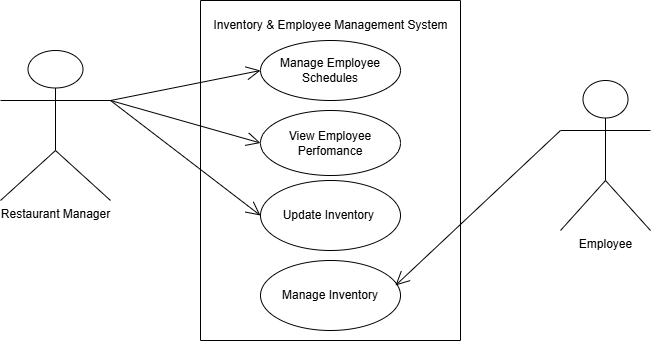 Inventory & Employee Management System
Manage Employee
Schedules
View Employee
Perfomance
Restaurant Manager
Update Inventory
Employee
Manage Inventory